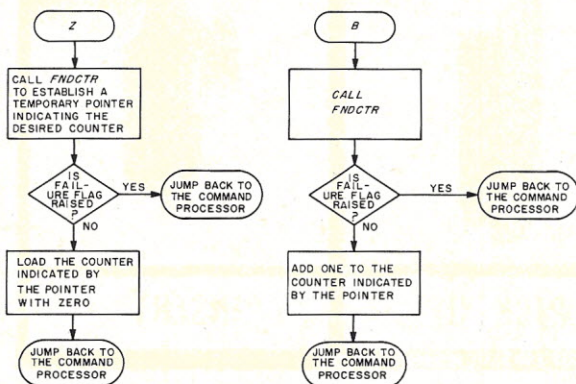 Z
CALL FNDCTR
TO ESTABLISH A
TEMPORARY POINTER
INDICATING THE
DESIRED COUNTER
IS
FAIL-
URE FLAG
RAISED
?
YES
JUMP BACK TO
THE COMMAND
PROCESSOR
NO
LOAD THE COUNTER
INDICATED BY
THE POINTER
WITH ZERO
JUMP BACK TO
THE COMMAND
PROCESSOR
B
CALL
FNDCTR
IS
FAIL-
URE FLAG
RAISED
?
YES
JUMP BACK TO
THE COMMAND
PROCESSOR
NO
ADD ONE TO THE
COUNTER INDICATED
BY THE POINTER
JUMP BACK TO
THE COMMAND
PROCESSOR